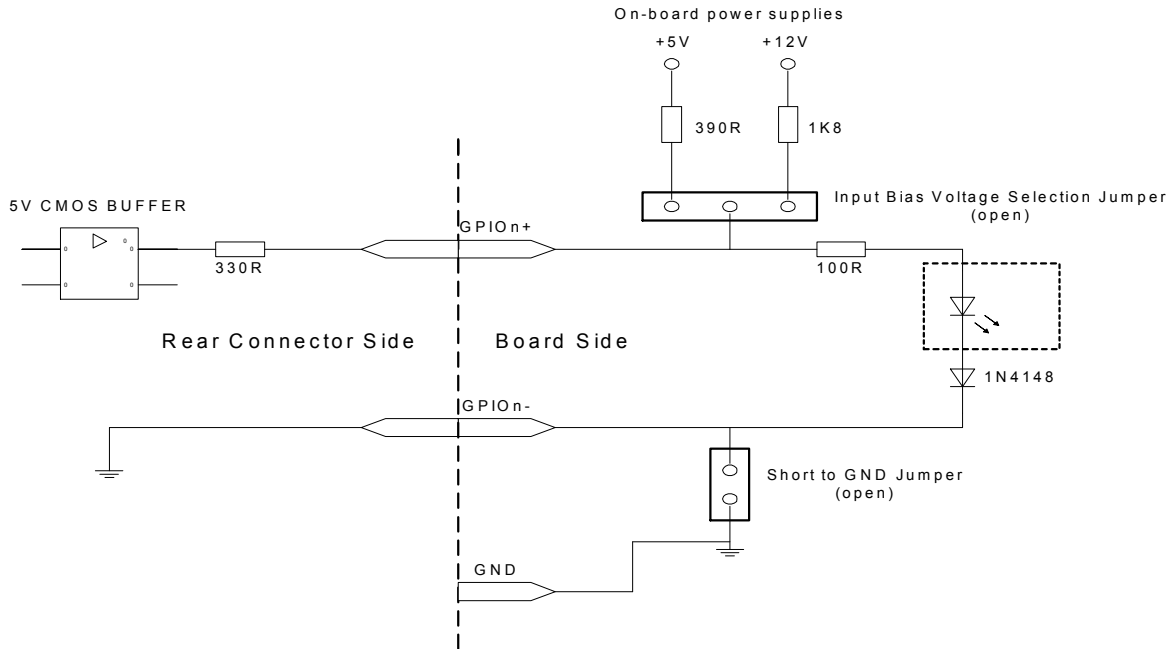 On-board power supplies
+5V
+12V
390R
1K8
5V CMOS BUFFER
Input Bias Voltage Selection Jumper
(open)
GPIOn+
330R
100R
Rear Connector Side
Board Side
1N4148
GPIOn-
Short to GND Jumper
(open)
GND